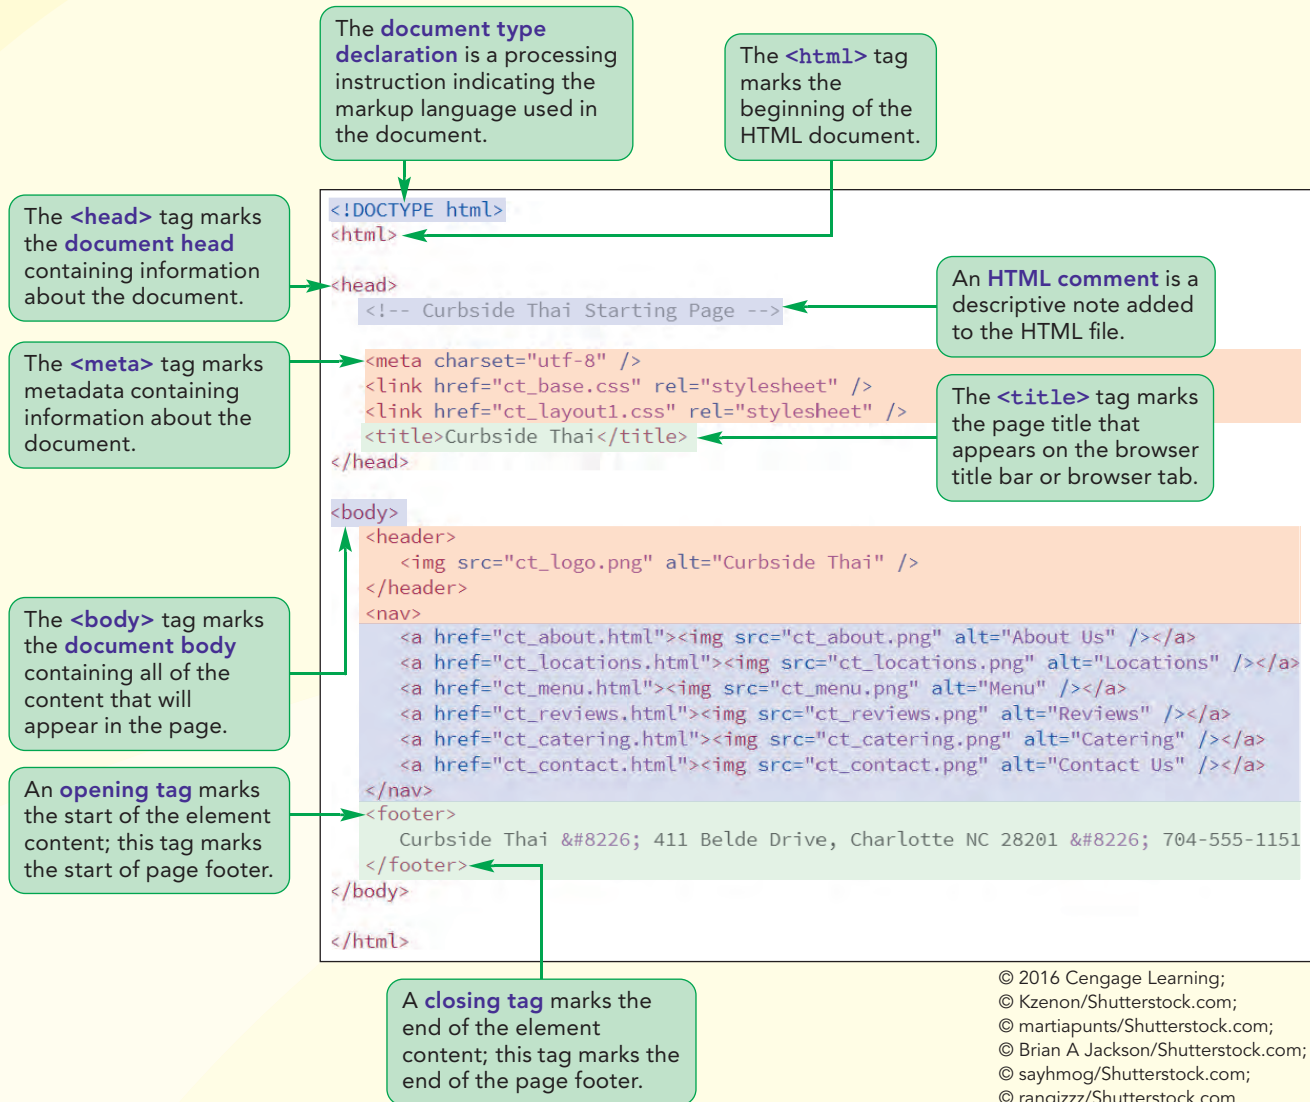 The document type
declaration is a processing
instruction indicating the
markup language used in
the document.
The <html> tag
marks the
beginning of the
HTML document.
The <head> tag marks
the document head
containing information
about the document.
The <meta> tag marks
metadata containing
information about the
document.
The <body> tag marks
the document body
containing all of the
content that will
appear in the page.
An opening tag marks
the start of the element
content; this tag marks
the start of page footer.
<!DOCTYPE html>
<html>
<head>
<!-- Curbside Thai Starting Page -->
<meta charset="utf-8" />
<link href="ct_base.css" rel="stylesheet" />
<link href="ct_layout1.css" rel="stylesheet" />
<title>Curbside Thai</title>
</head>
<body>
<header>
<img src="ct_logo.png" alt="Curbside Thai" />
</header>
<nav>
<a href="ct_about.html"><img src="ct_about.png" alt="About Us" /></a>
<a href="ct_locations.html"><img src="ct_locations.png" alt="Locations" /></a>
<a href="ct_menu.html"><img src="ct_menu.png" alt="Menu" /></a>
<a href="ct_reviews.html"><img src="ct_reviews.png" alt="Reviews" /></a>
<a href="ct_catering.html"><img src="ct_catering.png" alt="Catering" /></a>
<a href="ct_contact.html"><img src="ct_contact.png" alt="Contact Us" /></a>
</nav>
<footer>
Curbside Thai &#8226; 411 Belde Drive, Charlotte NC 28201 &#8226; 704-555-1151
</footer>
</body>
</html>
An HTML comment is a
descriptive note added
to the HTML file.
The <title> tag marks
the page title that
appears on the browser
title bar or browser tab.
A closing tag marks the
end of the element
content; this tag marks the
end of the page footer.
© 2016 Cengage Learning;
© Kzenon/Shutterstock.com;
© martiapunts/Shutterstock.com;
© Brian A Jackson/Shutterstock.com;
© sayhmog/Shutterstock.com;
© rangizzz/Shutterstock.com